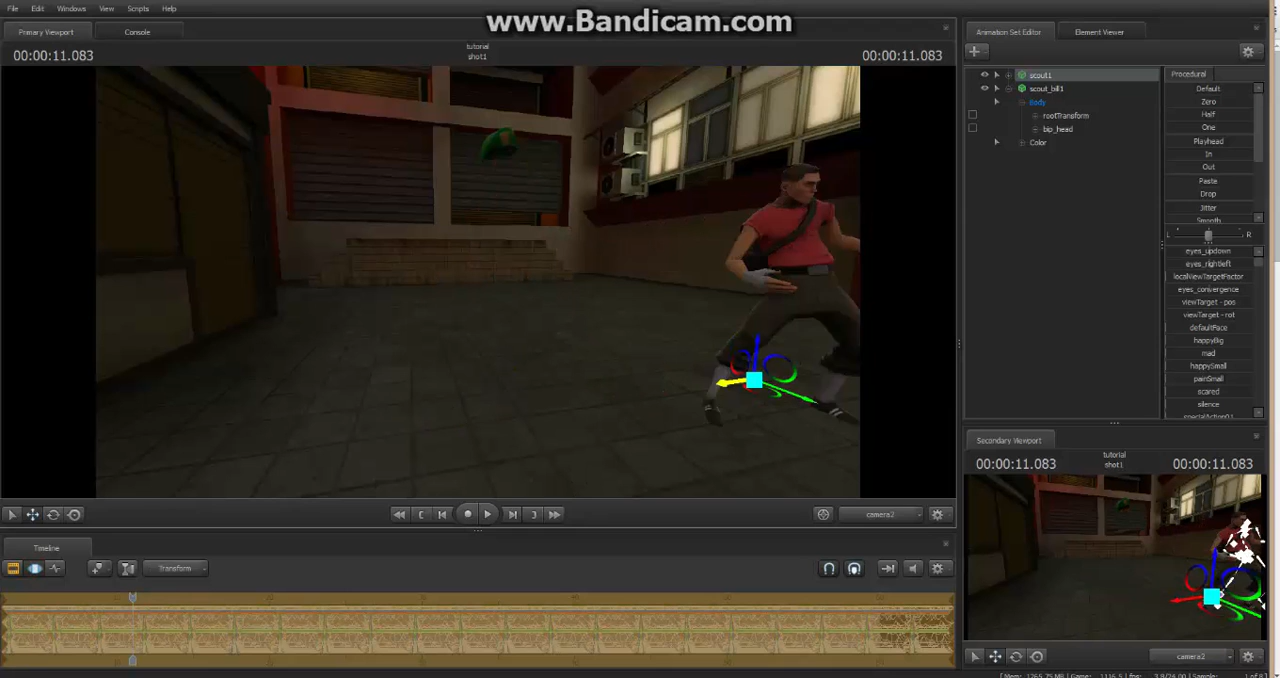 www.Bandicam.com
File Edit Windows View Scripts Help
Primary Viewport Console
00:00:11.083 tutorial shot1 00:00:11.083
Animation Set Editor Element Viewer
scout1
scout_bill1
body
rootTransform
bip_head
Color
Procedural
Default
Zero
Half
One
Playhead
In
Out
Paste
Drop
Jitter
Smooth
L R
eyes_updown
eyes_rightleft
localViewTargetFactor
eyes_convergence
viewTarget - pos
viewTarget - rot
defaultFace
happyBig
mad
happySmall
painSmall
scared
silence
specialAction01
camera2
Secondary Viewport
tutorial
shot1
00:00:11.083 00:00:11.083
camera2
Timeline
Transform